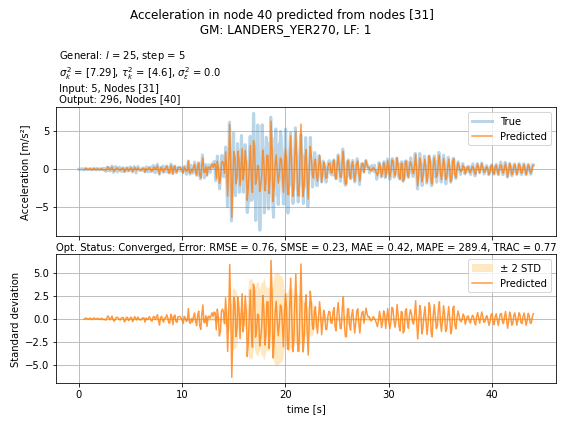 Acceleration in node 40 predicted from nodes [31]
GM: LANDERS_YER270, LF: 1
General: l = 25, step = 5
σ²ₖ = [7.29], τ²ₖ = [4.6], σ²ε = 0.0
Input: 5, Nodes [31]
Output: 296, Nodes [40]
Acceleration [m/s²]
5
0
−5
True
Predicted
Opt. Status: Converged, Error: RMSE = 0.76, SMSE = 0.23, MAE = 0.42, MAPE = 289.4, TRAC = 0.77
Standard deviation
5.0
2.5
0.0
−2.5
−5.0
± 2 STD
Predicted
0 10 20 30 40
time [s]